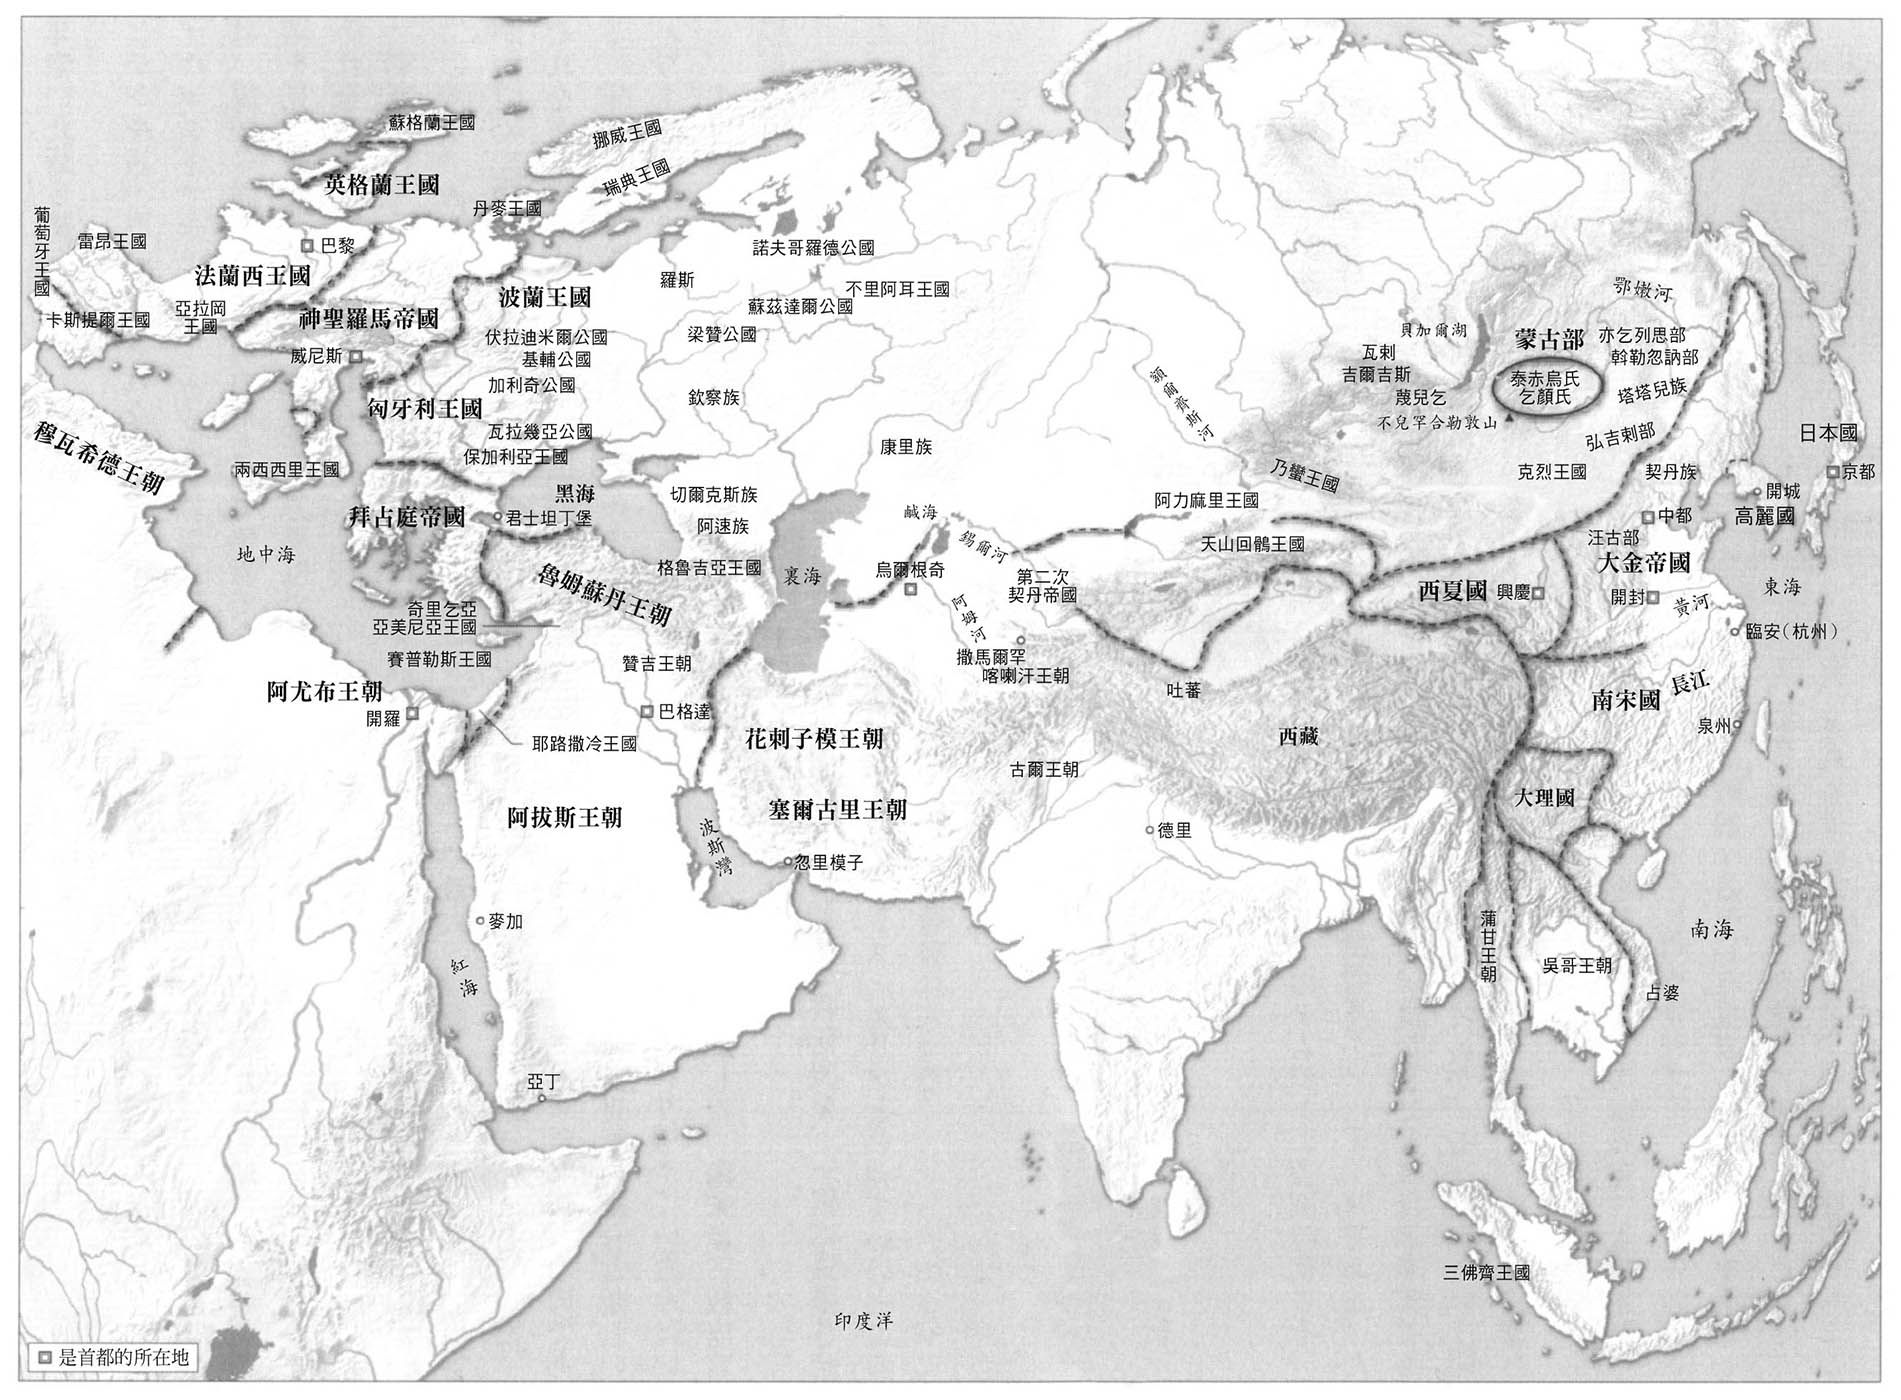 蘇格蘭王國
英格蘭王國
挪威王國
瑞典王國
丹麥王國
葡萄牙王國
雷昂王國
巴黎
法蘭西王國
亞拉岡
王國
卡斯提爾王國
神聖羅馬帝國
威尼斯
波蘭王國
伏拉迪米爾公國
基輔公國
加利奇公國
匈牙利王國
瓦拉幾亞公國
保加利亞王國
諾夫哥羅德公國
羅斯
不里阿耳王國
蘇茲達爾公國
梁贊公國
欽察族
康里族
額爾齊斯河
貝加爾湖
瓦剌
吉爾吉斯
蔑兒乞
不兒罕合勒敦山
蒙古部
泰赤烏氏
乞顏氏
鄂嫩河
亦乞列思部
斡勒忽訥部
塔塔兒族
弘吉剌部
克烈王國
契丹族
乃蠻王國
日本國
京都
開城
高麗國
中都
汪古部
大金帝國
開封
黃河
東海
臨安(杭州)
西夏國
興慶
穆瓦希德王朝
兩西西里王國
拜占庭帝國
黑海
君士坦丁堡
地中海
切爾克斯族
阿速族
格魯吉亞王國
裏海
魯姆蘇丹王朝
奇里乞亞
亞美尼亞王國
賽普勒斯王國
贊吉王朝
鹹海
錫爾河
烏爾根奇
阿姆河
阿力麻里王國
天山回鶻王國
第二次
契丹帝國
撒馬爾罕
喀喇汗王朝
吐蕃
西藏
南宋國
長江
泉州
大理國
阿尤布王朝
開羅
耶路撒冷王國
巴格達
花剌子模王朝
古爾王朝
塞爾古里王朝
阿拔斯王朝
波斯灣
忽里模子
德里
麥加
紅海
亞丁
蒲甘王朝
吳哥王朝
占婆
南海
三佛齊王國
印度洋
是首都的所在地